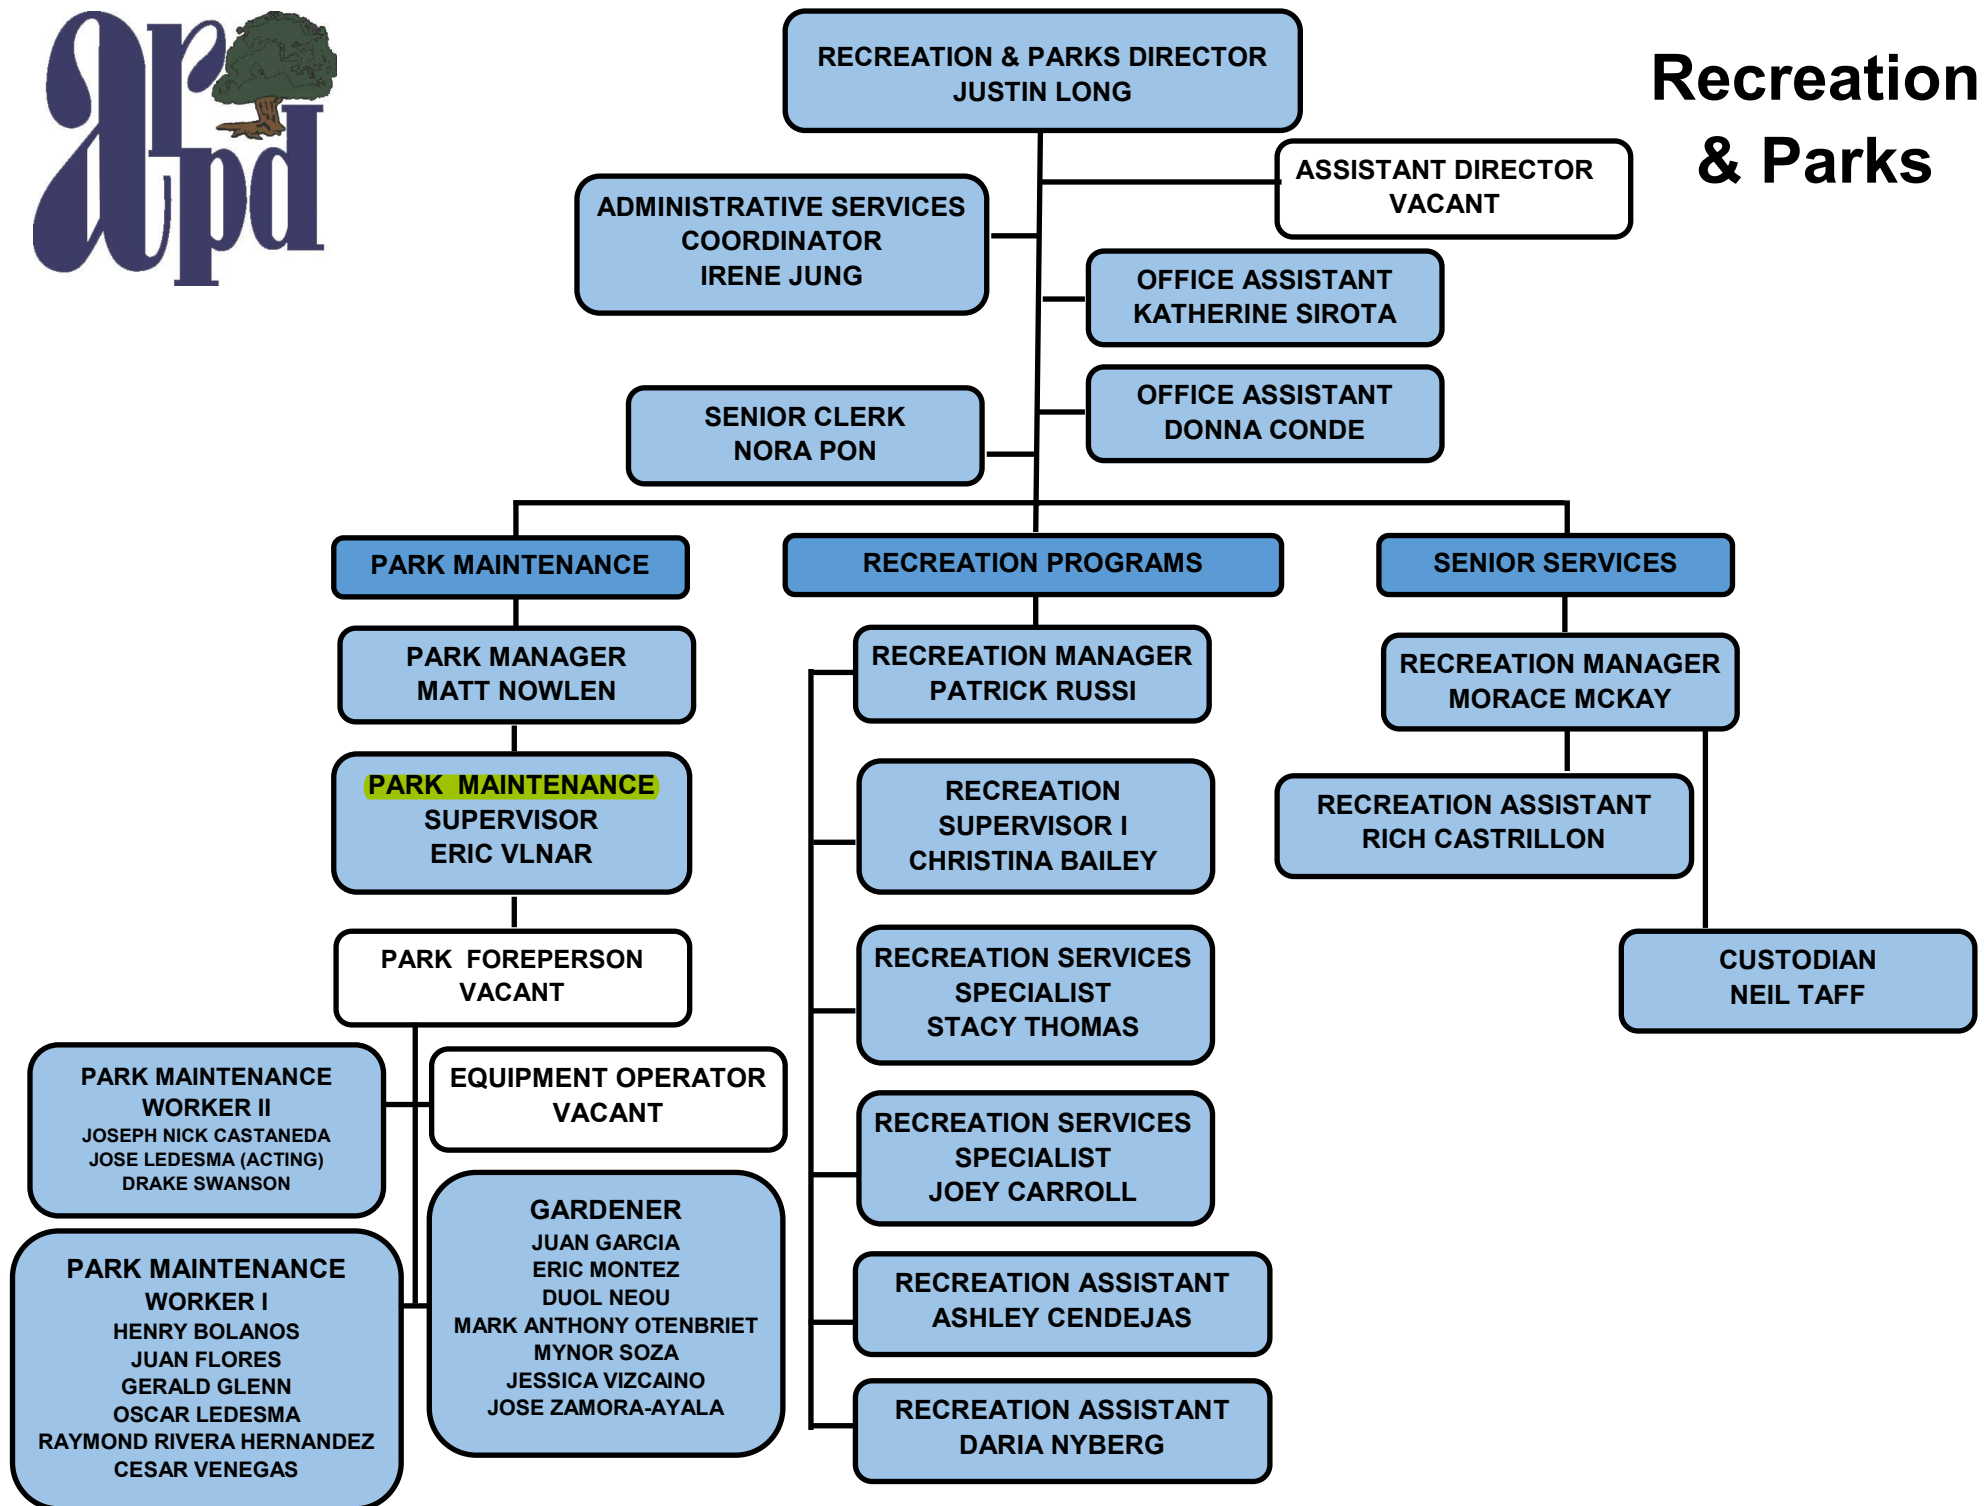 arpd
Recreation
& Parks
RECREATION & PARKS DIRECTOR
JUSTIN LONG
ASSISTANT DIRECTOR
VACANT
ADMINISTRATIVE SERVICES
COORDINATOR
IRENE JUNG
OFFICE ASSISTANT
KATHERINE SIROTA
OFFICE ASSISTANT
DONNA CONDE
SENIOR CLERK
NORA PON
PARK MAINTENANCE
PARK MANAGER
MATT NOWLEN
PARK MAINTENANCE
SUPERVISOR
ERIC VLNAR
PARK FOREPERSON
VACANT
PARK MAINTENANCE
WORKER II
JOSEPH NICK CASTANEDA
JOSE LEDESMA (ACTING)
DRAKE SWANSON
EQUIPMENT OPERATOR
VACANT
PARK MAINTENANCE
WORKER I
HENRY BOLANOS
JUAN FLORES
GERALD GLENN
OSCAR LEDESMA
RAYMOND RIVERA HERNANDEZ
CESAR VENEGAS
GARDENER
JUAN GARCIA
ERIC MONTEZ
DUOL NEOU
MARK ANTHONY OTENBRIET
MYNOR SOZA
JESSICA VIZCAINO
JOSE ZAMORA-AYALA
RECREATION PROGRAMS
RECREATION MANAGER
PATRICK RUSSI
RECREATION
SUPERVISOR I
CHRISTINA BAILEY
RECREATION SERVICES
SPECIALIST
STACY THOMAS
RECREATION SERVICES
SPECIALIST
JOEY CARROLL
RECREATION ASSISTANT
ASHLEY CENDEJAS
RECREATION ASSISTANT
DARIA NYBERG
SENIOR SERVICES
RECREATION MANAGER
MORACE MCKAY
RECREATION ASSISTANT
RICH CASTRILLON
CUSTODIAN
NEIL TAFF